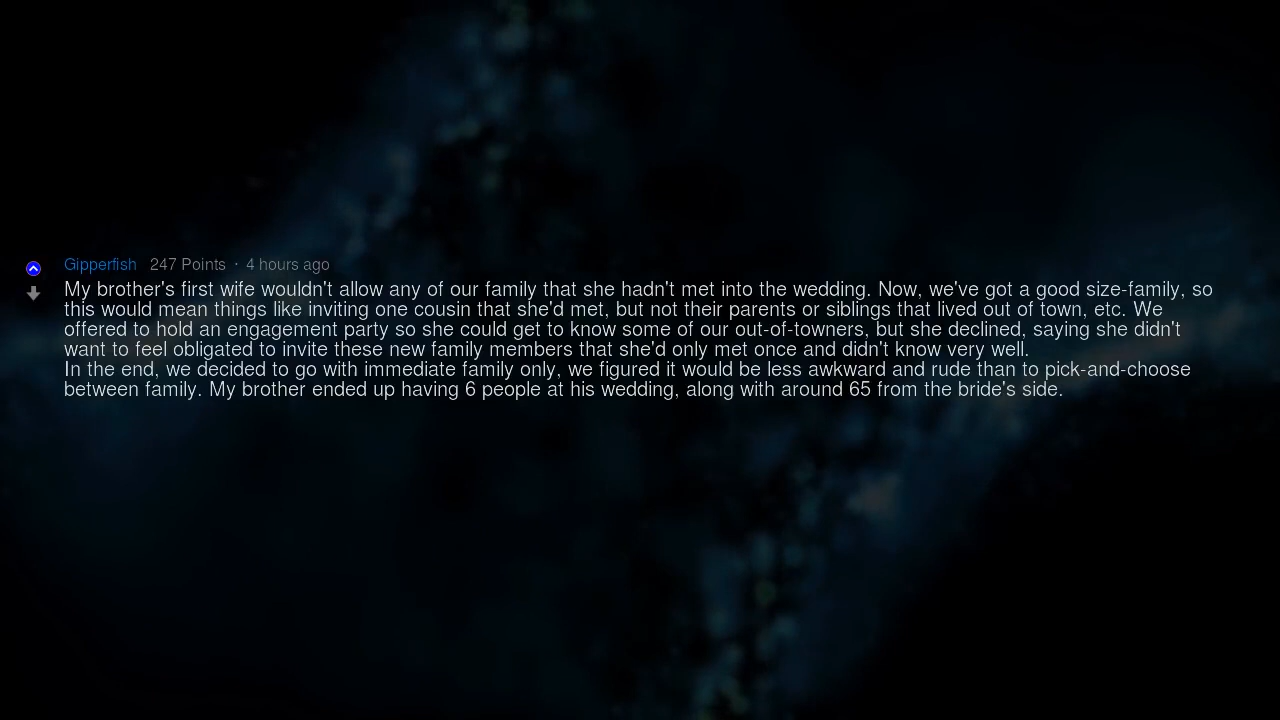 Gipperfish 247 Points · 4 hours ago
My brother's first wife wouldn't allow any of our family that she hadn't met into the wedding. Now, we've got a good size-family, so
this would mean things like inviting one cousin that she'd met, but not their parents or siblings that lived out of town, etc. We
offered to hold an engagement party so she could get to know some of our out-of-towners, but she declined, saying she didn't
want to feel obligated to invite these new family members that she'd only met once and didn't know very well.
In the end, we decided to go with immediate family only, we figured it would be less awkward and rude than to pick-and-choose
between family. My brother ended up having 6 people at his wedding, along with around 65 from the bride's side.